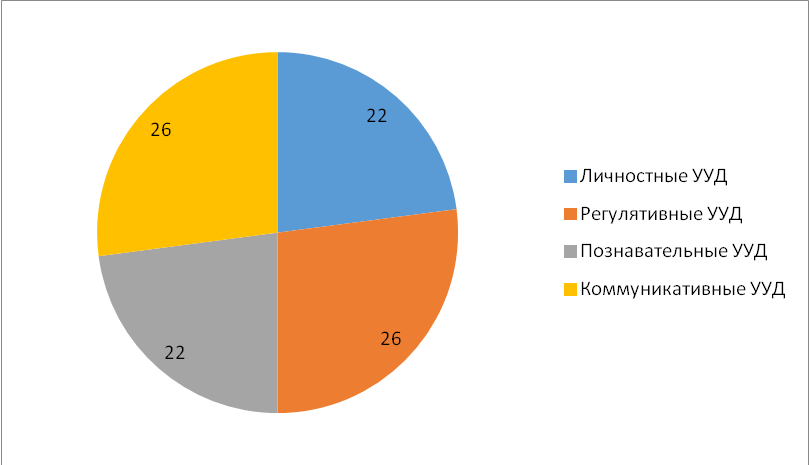 26
22
22
26
Личностные УУД
Регулятивные УУД
Познавательные УУД
Коммуникативные УУД